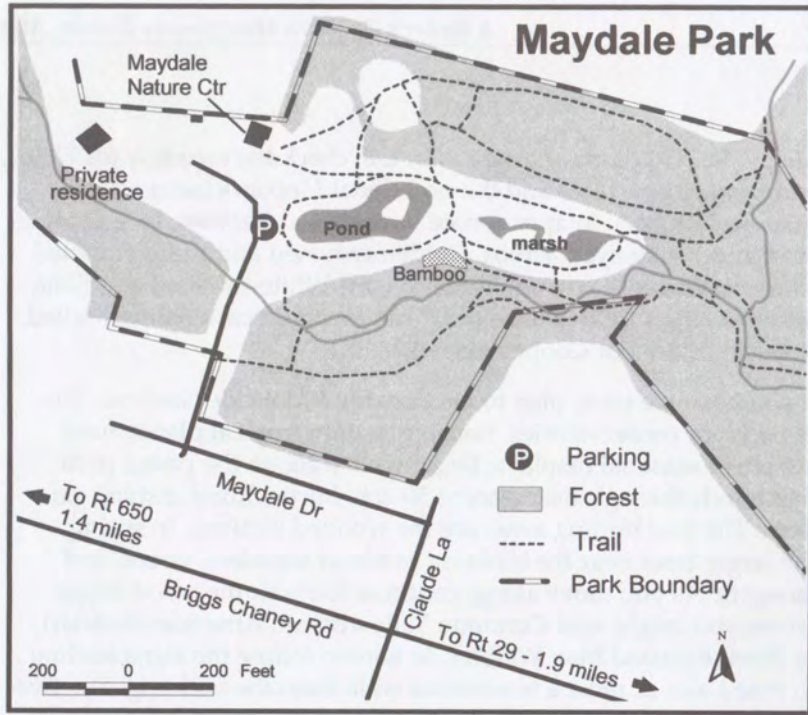 Maydale Park
Maydale
Nature Ctr
Private
residence
P
Pond
marsh
Bamboo
Maydale Dr
To Rt 650
1.4 miles
Briggs Chaney Rd
Claude La
To Rt 29 - 1.9 miles
P Parking
Forest
Trail
Park Boundary
200 0 200 Feet
N